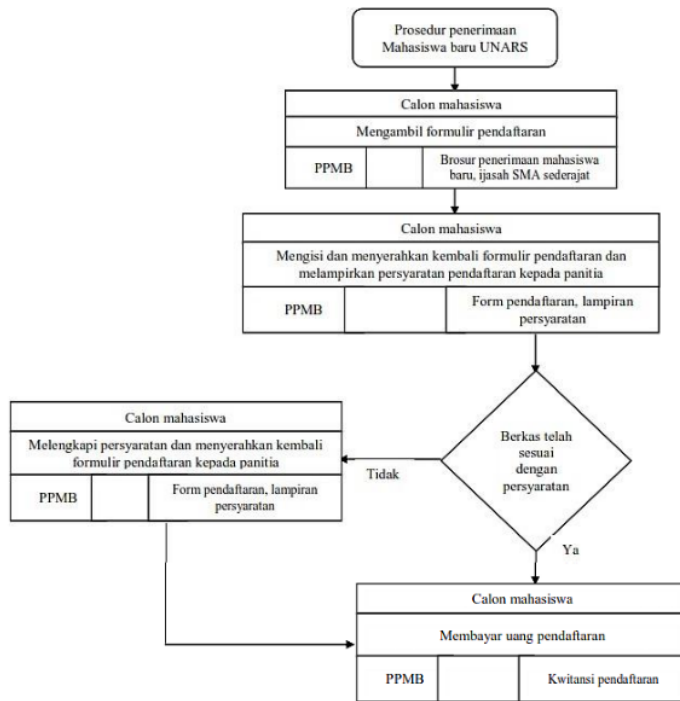 Prosedur penerimaan
Mahasiswa baru UNARS
Calon mahasiswa
Mengambil formulir pendaftaran
PPMB
Brosur penerimaan mahasiswa
baru, ijasah SMA sederajat
Calon mahasiswa
Mengisi dan menyerahkan kembali formulir pendaftaran dan
melampirkan persyaratan pendaftaran kepada panitia
PPMB
Form pendaftaran, lampiran
persyaratan
Berkas telah
sesuai
dengan
persyaratan
Tidak
Ya
Calon mahasiswa
Melengkapi persyaratan dan menyerahkan kembali
formulir pendaftaran kepada panitia
PPMB
Form pendaftaran, lampiran
persyaratan
Calon mahasiswa
Membayar uang pendaftaran
PPMB
Kwitansi pendaftaran